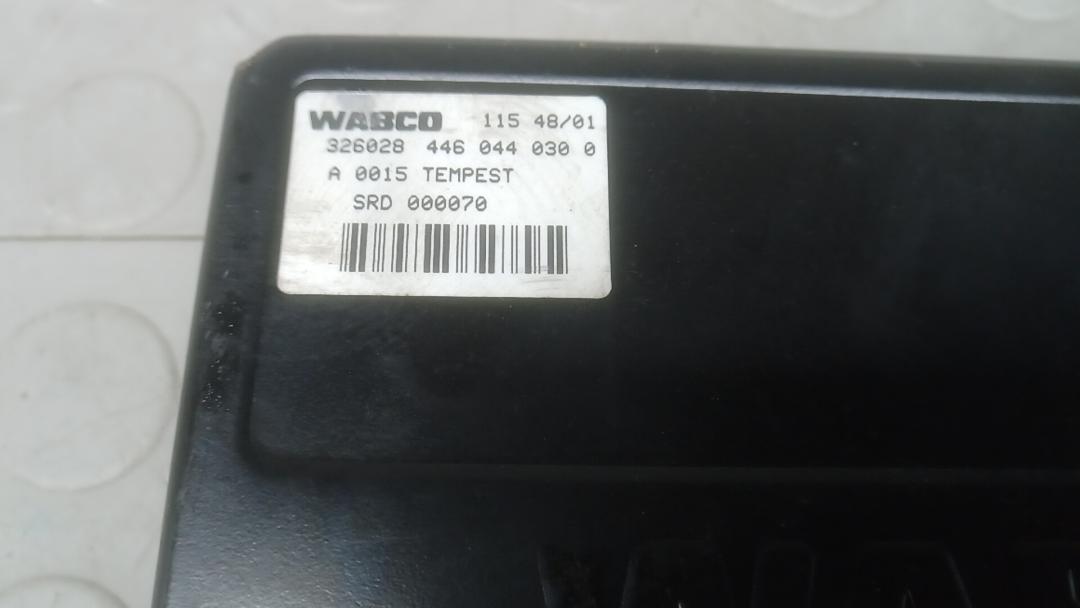 WABCO 115 48/01
326028 446 044 030 0
A 0015 TEMPEST
SRD 000070